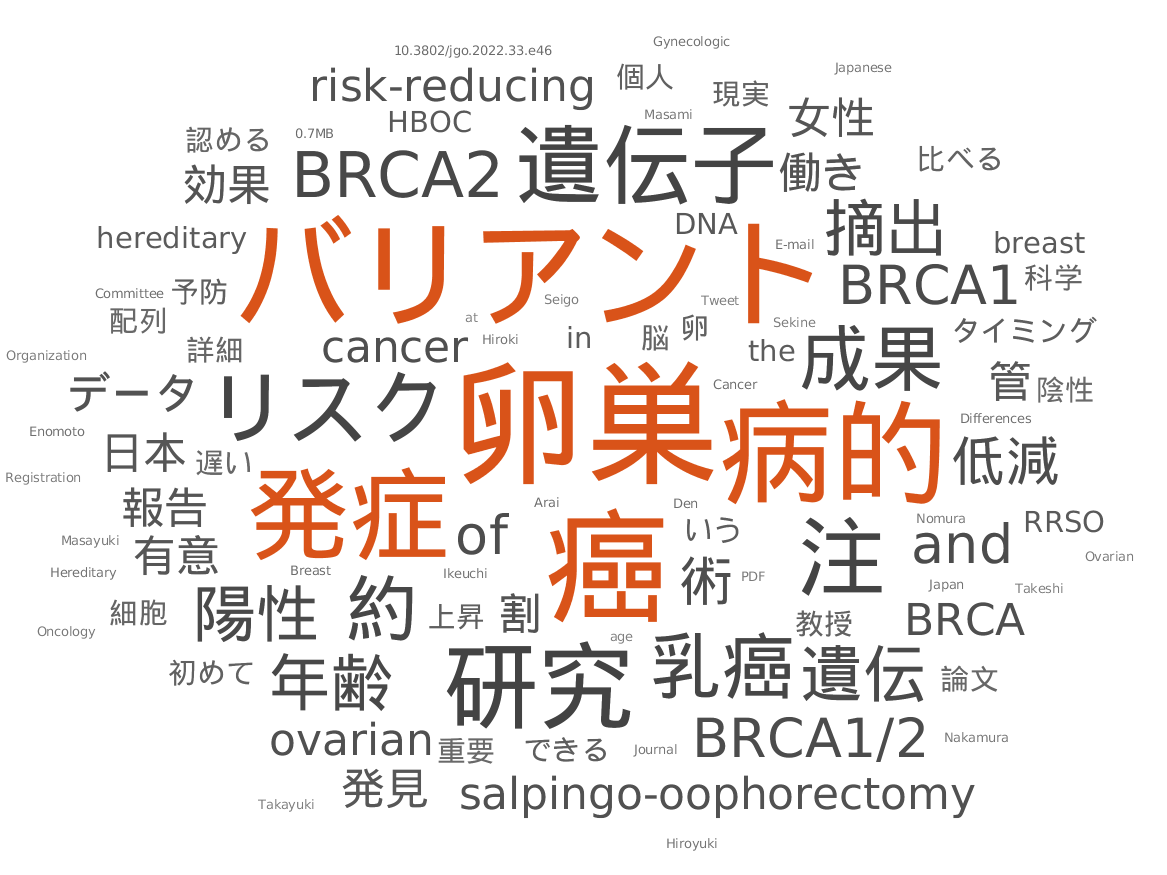 Gynecologic
10.3802/jgo.2022.33.e46
Japanese
risk-reducing
個人
現実
HBOC
Masami
女性
認める
0.7MB
BRCA2
遺伝子
働き
比べる
効果
hereditary
バリアント
DNA
摘出
E-mail
breast
Committee
予防
Seigo
Tweet
BRCA1
科学
配列
at
Hiroki
in
脳
卵
Sekine
タイミング
Organization
詳細
cancer
the
成果
データ
リスク
卵巣
Cancer
管
陰性
病的
Differences
Enomoto
日本
遅い
低減
Registration
発症
報告
Arai
Den
Nomura
RRSO
Masayuki
有意
of
癌
いう
注
and
Ovarian
Hereditary
Breast
Ikeuchi
術
PDF
Japan
Takeshi
細胞
陽性
約
上昇
割
教授
BRCA
Oncology
age
初めて
年齢
研究
乳癌
遺伝
論文
ovarian
重要
できる
Journal
BRCA1/2
Nakamura
Takayuki
発見
salpingo-oophorectomy
Hiroyuki